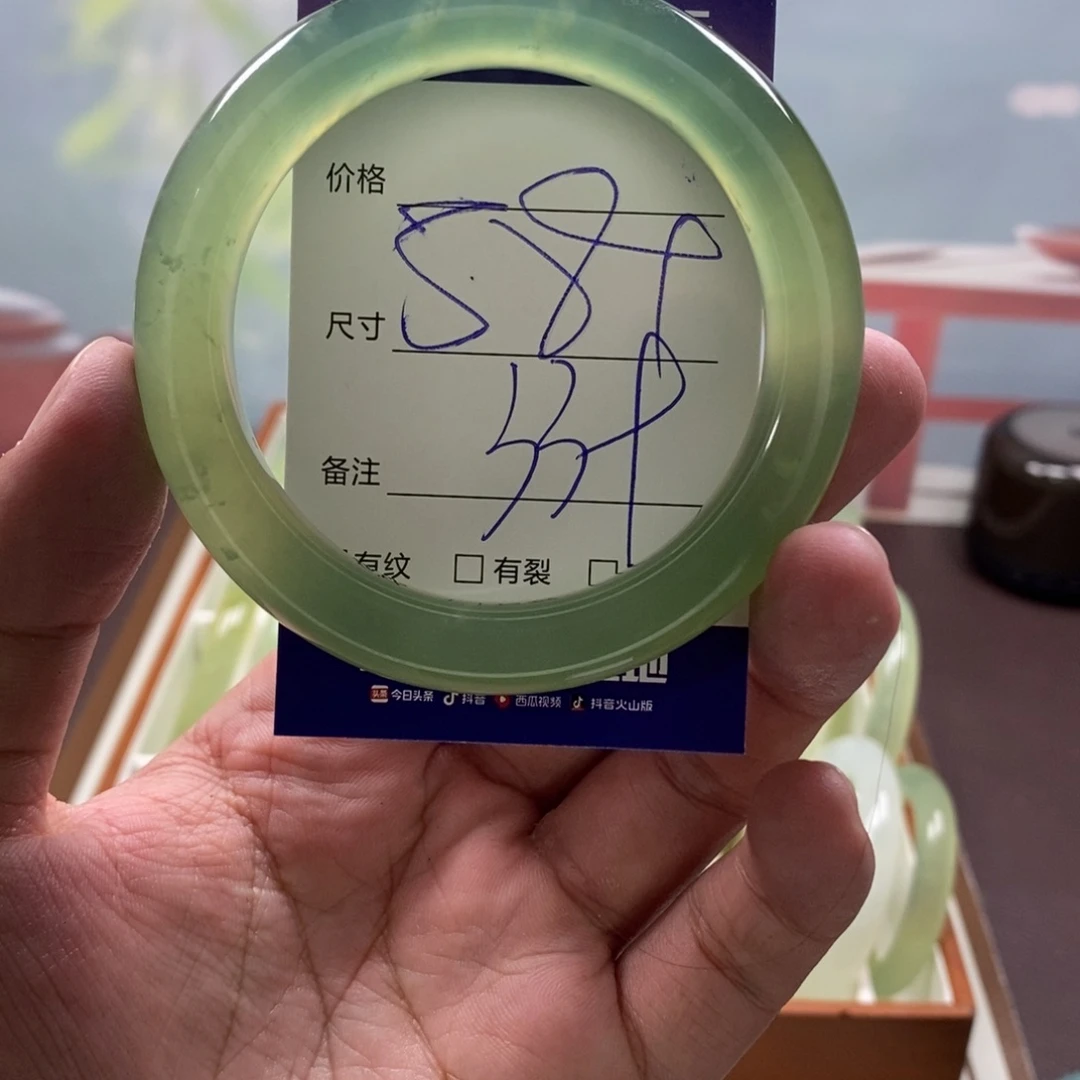 价格
尺寸
58
备注
有纹 □ 有裂 □
今日头条 抖音 西瓜视频 抖音火山版